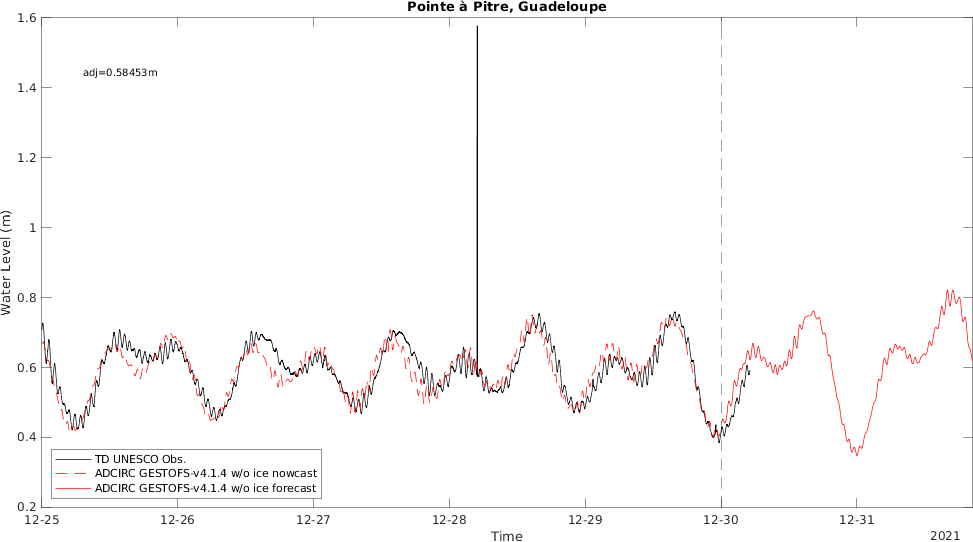 Pointe à Pitre, Guadeloupe
1.6
adj=0.58453m
1.4
1.2
1
0.8
0.6
0.4
0.2
Water Level (m)
TD UNESCO Obs.
ADCIRC GESTOFS-v4.1.4 w/o ice nowcast
ADCIRC GESTOFS-v4.1.4 w/o ice forecast
12-25 12-26 12-27 12-28 12-29 12-30 12-31
Time
2021